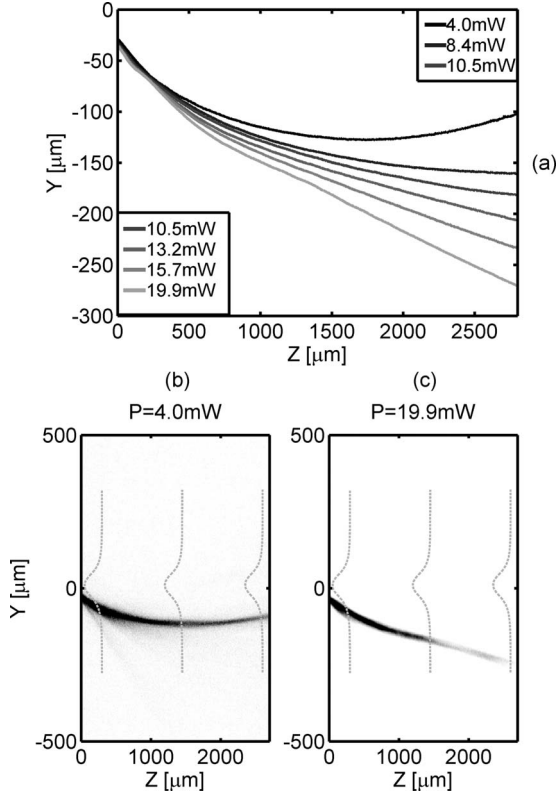 0
-50
-100
-150
-200
-250
-300
Y [μm]
4.0mW
8.4mW
10.5mW
(a)
10.5mW
13.2mW
15.7mW
19.9mW
0 500 1000 1500 2000 2500
Z [μm]
(b) (c)
P=4.0mW P=19.9mW
500 500
0 0
-500 -500
Y [μm]
0 1000 2000 0 1000 2000
Z [μm] Z [μm]